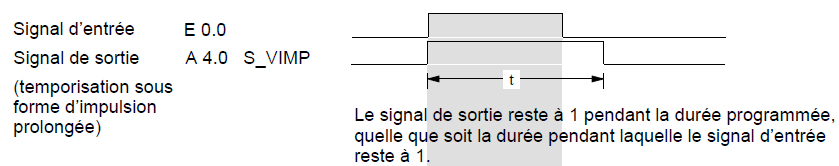 Signal d'entrée E 0.0
Signal de sortie A 4.0 S_VIMP
(temporisation sous
forme d'impulsion
prolongée)
t
Le signal de sortie reste à 1 pendant la durée programmée,
quelle que soit la durée pendant laquelle le signal d'entrée
reste à 1.